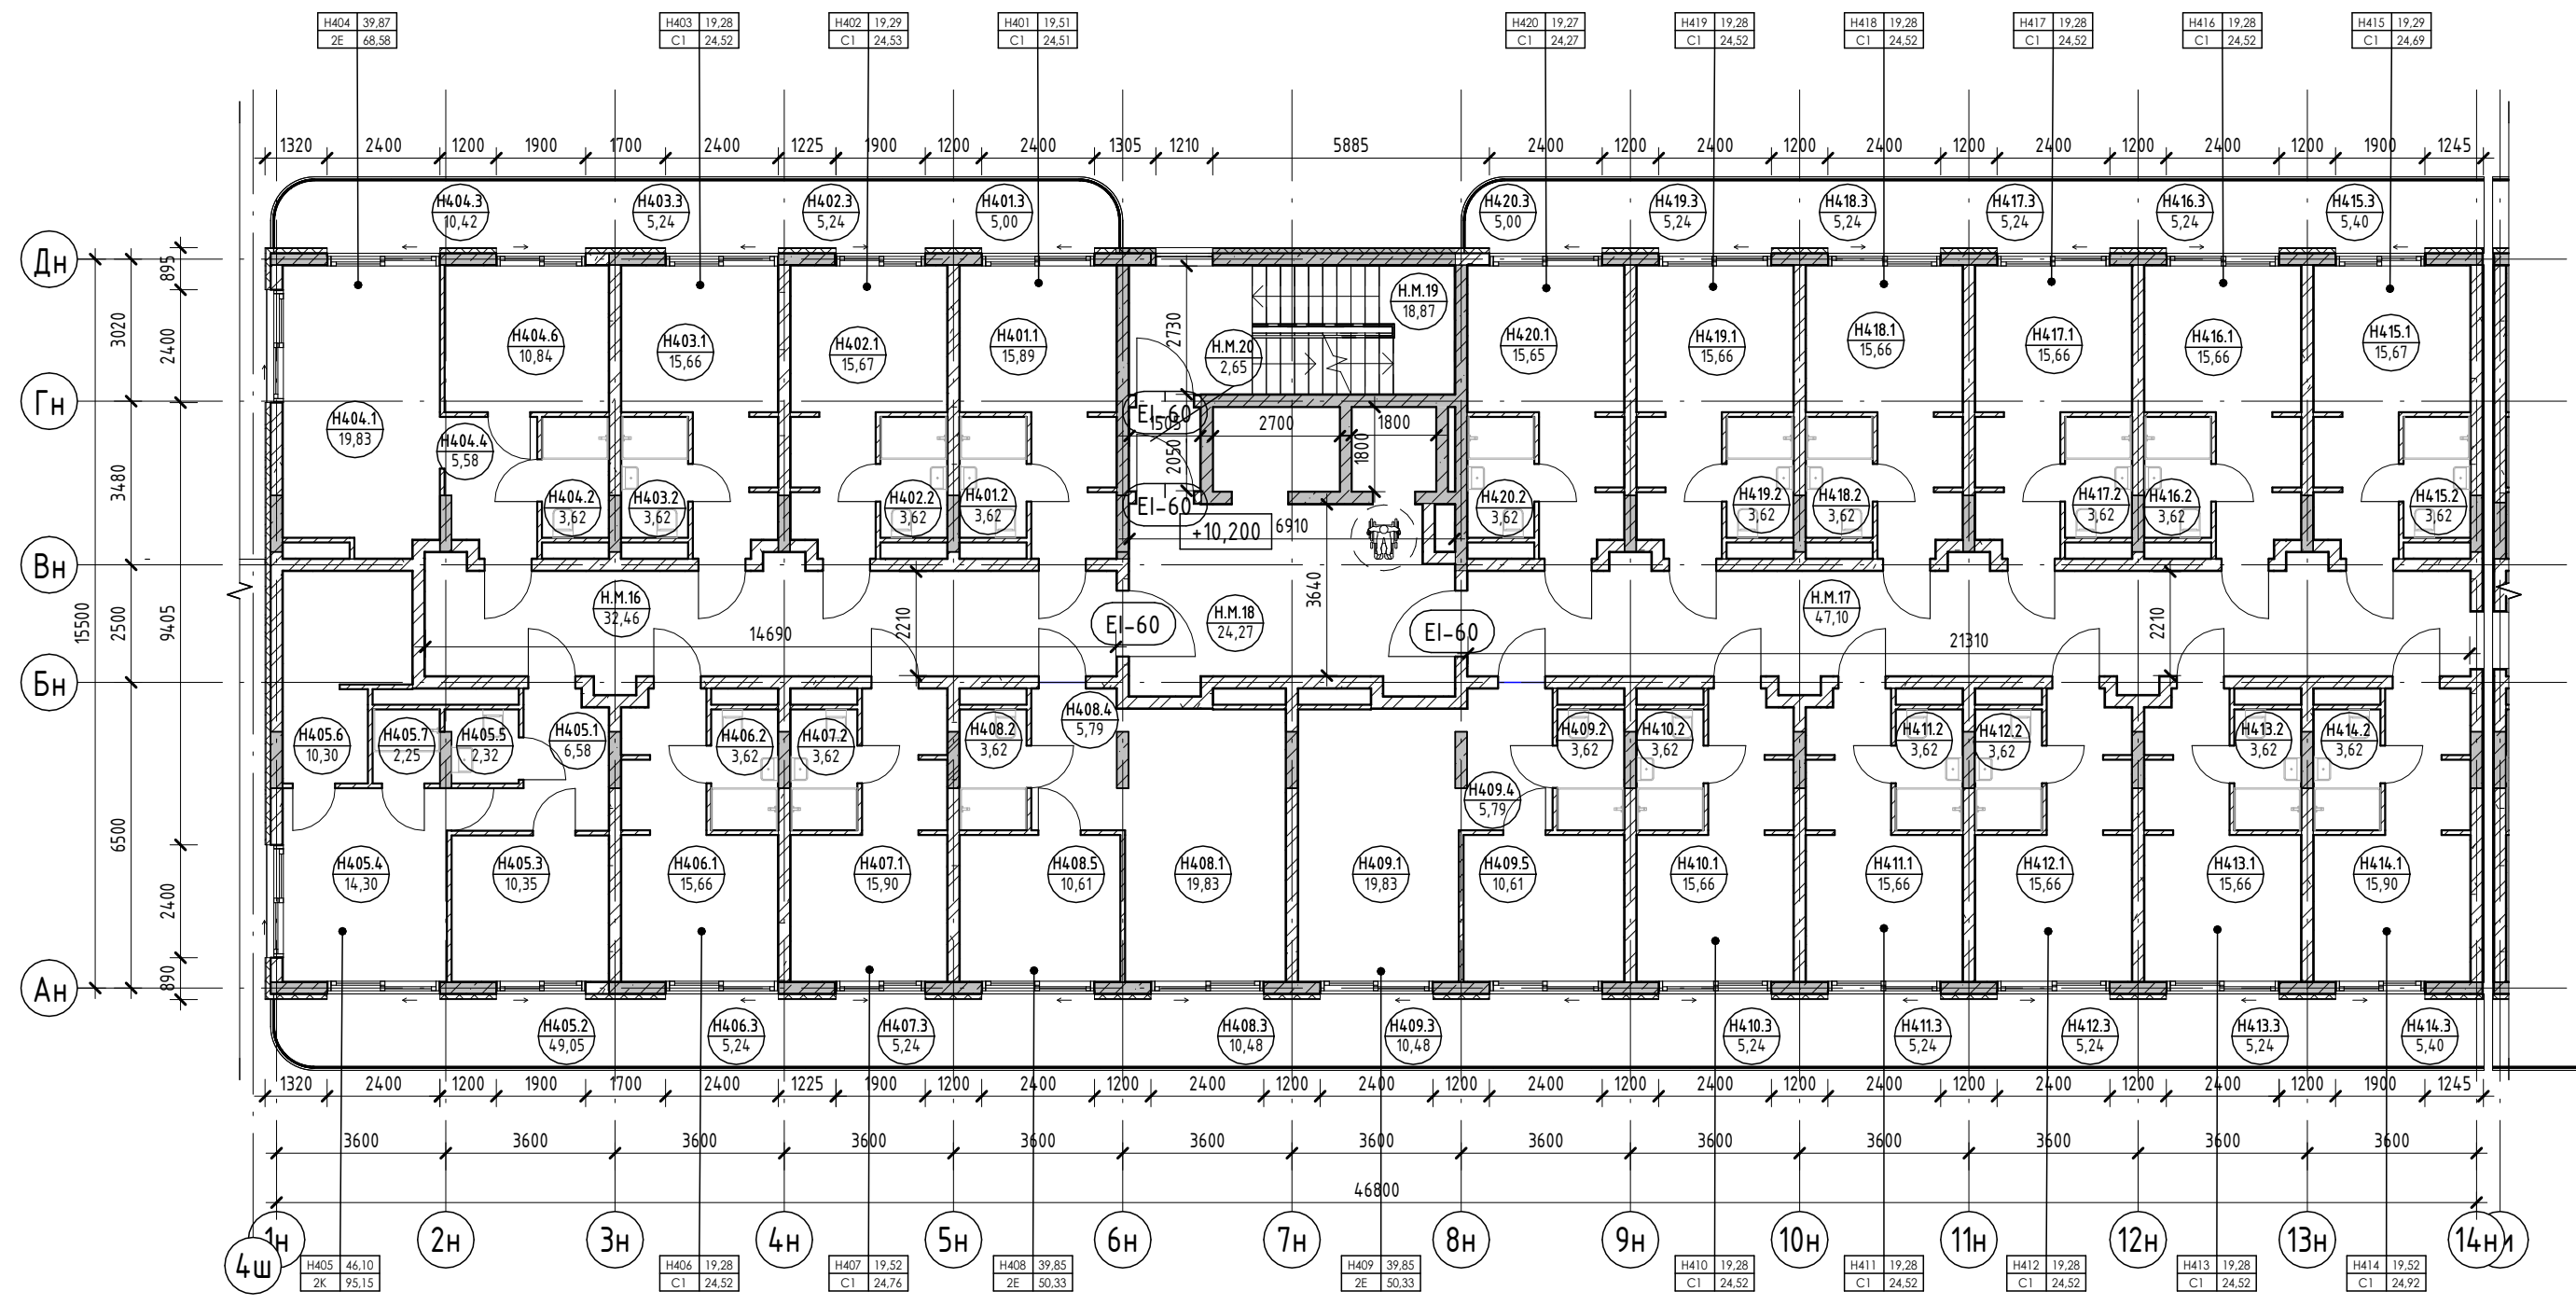 Н404 39,87
2Е 68,58
Н403 19,28
С1 24,52
Н402 19,29
С1 24,53
Н401 19,51
С1 24,51
Н420 19,27
С1 24,27
Н419 19,28
С1 24,52
Н418 19,28
С1 24,52
Н417 19,28
С1 24,52
Н416 19,28
С1 24,52
Н415 19,29
С1 24,69
1320 2400 1200 1900 1700 2400 1225 1900 1200 2400 1305 1210 5885 2400 1200 2400 1200 2400 1200 2400 1200 2400 1200 1900 1245
Н404.3
10,42
Н403.3
5,24
Н402.3
5,24
Н401.3
5,00
Н420.3
5,00
Н419.3
5,24
Н418.3
5,24
Н417.3
5,24
Н416.3
5,24
Н415.3
5,40
Дн
Гн
Вн
Бн
Ан
15500
3020
3480
2500
6500
895
2400
9405
2400
890
Н404.1
19,83
Н404.6
10,84
Н404.4
5,58
Н404.2
3,62
Н403.1
15,66
Н403.2
3,62
Н402.1
15,67
Н402.2
3,62
Н401.1
15,89
Н401.2
3,62
2730
Н.М.20
2,65
Н.М.19
18,87
EI-60
1505
2700
1800
2050
1800
EI-60
+10,200
6910
3640
Н420.1
15,65
Н420.2
3,62
Н419.1
15,66
Н419.2
3,62
Н418.1
15,66
Н418.2
3,62
Н417.1
15,66
Н417.2
3,62
Н416.1
15,66
Н416.2
3,62
Н415.1
15,67
Н415.2
3,62
Н.М.16
32,46
14690
2210
EI-60
Н.М.18
24,27
EI-60
Н.М.17
47,10
21310
2210
Н405.6
10,30
Н405.7
2,25
Н405.5
2,32
Н405.1
6,58
Н406.2
3,62
Н407.2
3,62
Н408.2
3,62
Н408.4
5,79
Н409.4
5,79
Н409.2
3,62
Н410.2
3,62
Н411.2
3,62
Н412.2
3,62
Н413.2
3,62
Н414.2
3,62
Н405.4
14,30
Н405.3
10,35
Н406.1
15,66
Н407.1
15,90
Н408.5
10,61
Н408.1
19,83
Н409.1
19,83
Н409.5
10,61
Н410.1
15,66
Н411.1
15,66
Н412.1
15,66
Н413.1
15,66
Н414.1
15,90
Н405.2
49,05
Н406.3
5,24
Н407.3
5,24
Н408.3
10,48
Н409.3
10,48
Н410.3
5,24
Н411.3
5,24
Н412.3
5,24
Н413.3
5,24
Н414.3
5,40
1320 2400 1200 1900 1700 2400 1225 1900 1200 2400 1200 2400 1200 2400 1200 2400 1200 2400 1200 2400 1200 2400 1200 2400 1200 1900 1245
3600 3600 3600 3600 3600 3600 3600 3600 3600 3600 3600 3600 3600
46800
1н 2н 3н 4н 5н 6н 7н 8н 9н 10н 11н 12н 13н 14н
4ш
Н405 46,10
2К 95,15
Н406 19,28
С1 24,52
Н407 19,52
С1 24,76
Н408 39,85
2Е 50,33
Н409 39,85
2Е 50,33
Н410 19,28
С1 24,52
Н411 19,28
С1 24,52
Н412 19,28
С1 24,52
Н413 19,28
С1 24,52
Н414 19,52
С1 24,92